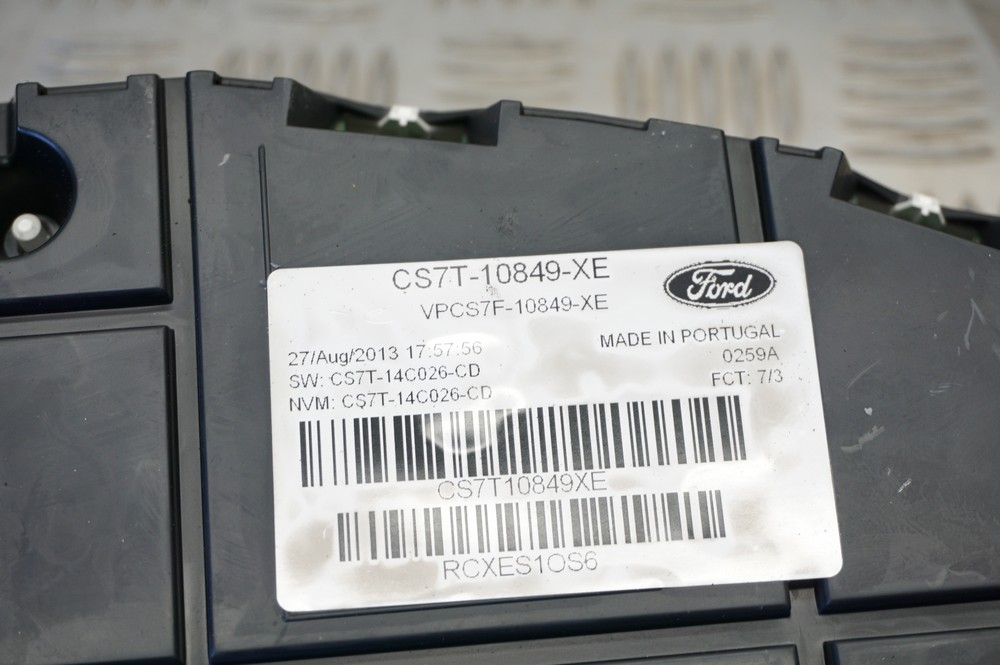 CS7T-10849-XE
VPCS7F-10849-XE
Ford
27/Aug/2013 17:57:56
MADE IN PORTUGAL
SW: CS7T-14C026-CD
0259A
NVM: CS7T-14C026-CD
FCT: 7/3
CS7T10849XE
RCXES1OS6